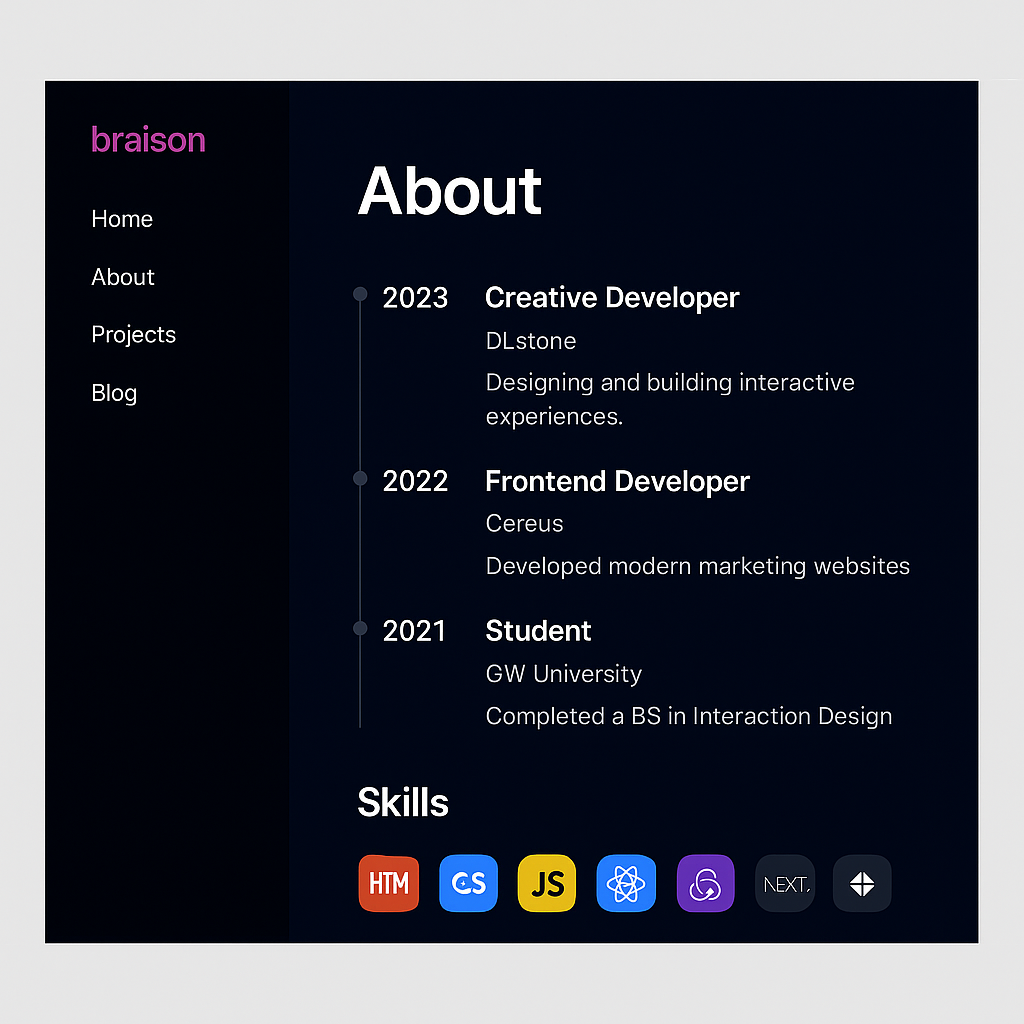 braison
Home
About
Projects
Blog
About
2023 Creative Developer
DLstone
Designing and building interactive
experiences.
2022 Frontend Developer
Cereus
Developed modern marketing websites
2021 Student
GW University
Completed a BS in Interaction Design
Skills
HTM CS JS NEXT.